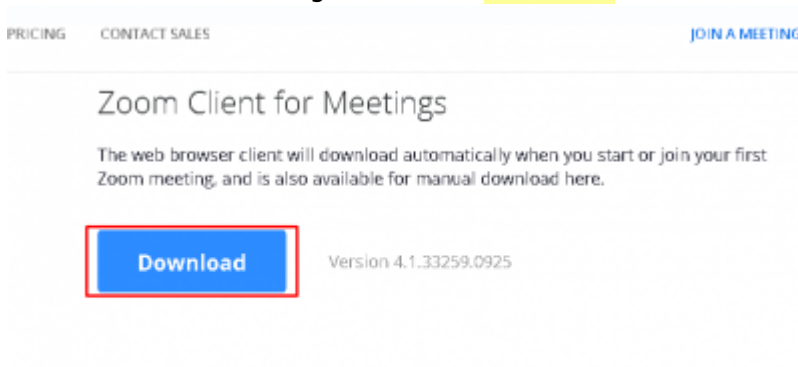 PRICING CONTACT SALES JOIN A MEETING
Zoom Client for Meetings
The web browser client will download automatically when you start or join your first
Zoom meeting, and is also available for manual download here.
Download Version 4.1.33259.0925